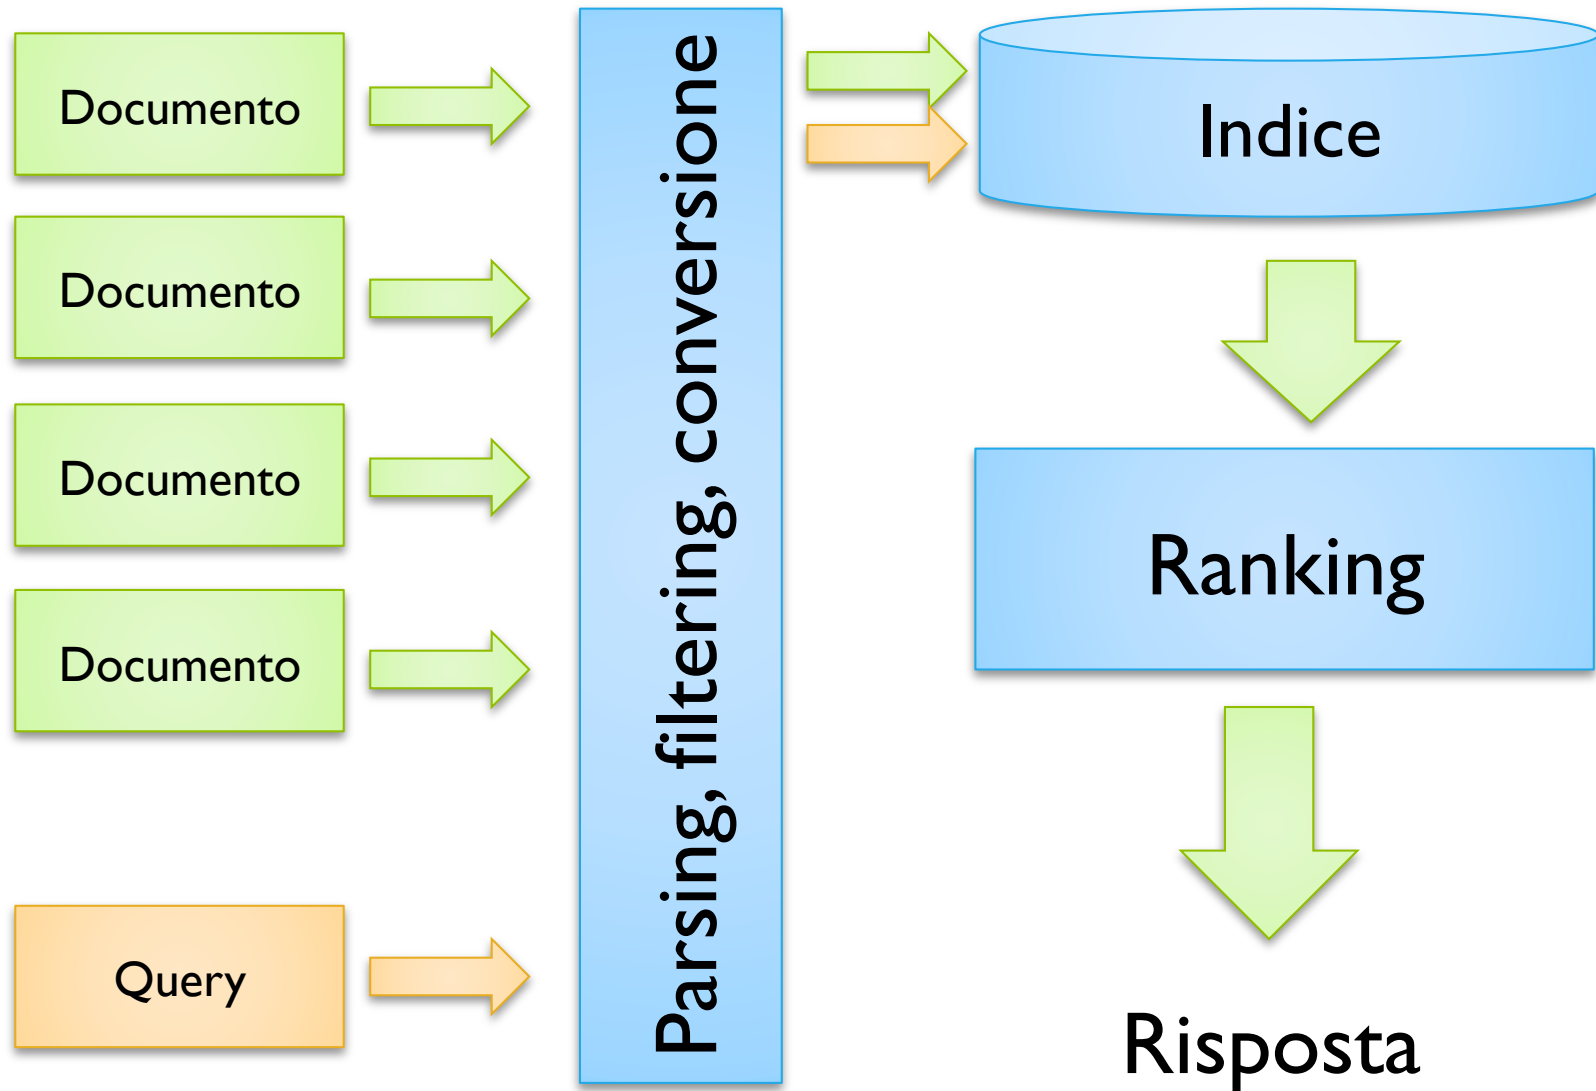 Documento
Documento
Documento
Documento
Query
Parsing, filtering, conversione
Indice
Ranking
Risposta